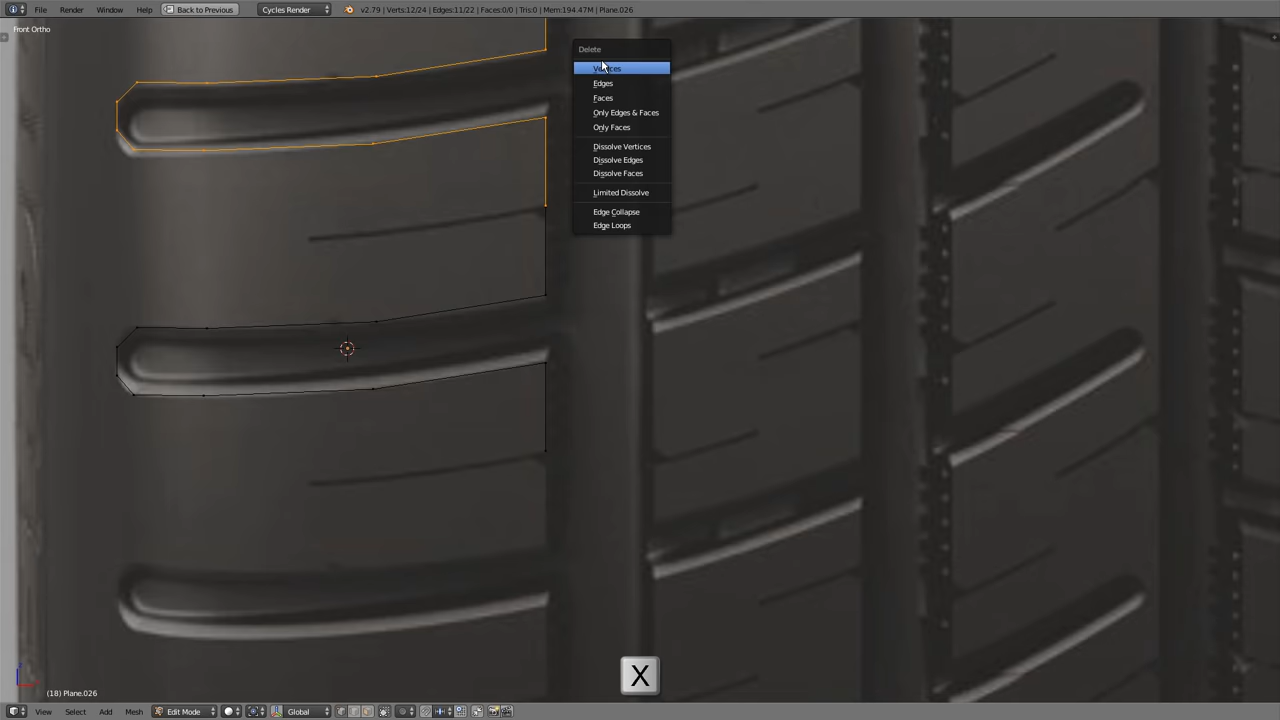 File Render Window Help Back to Previous Cycles Render v2.79 | Verts:12/24 | Edges:11/22 | Faces:0/0 | Tris:0 | Mem:194.47M | Plane.026
Front Ortho
Delete
Vertices
Edges
Faces
Only Edges & Faces
Only Faces
Dissolve Vertices
Dissolve Edges
Dissolve Faces
Limited Dissolve
Edge Collapse
Edge Loops
X
(18) Plane.026
View Select Add Mesh Edit Mode Global